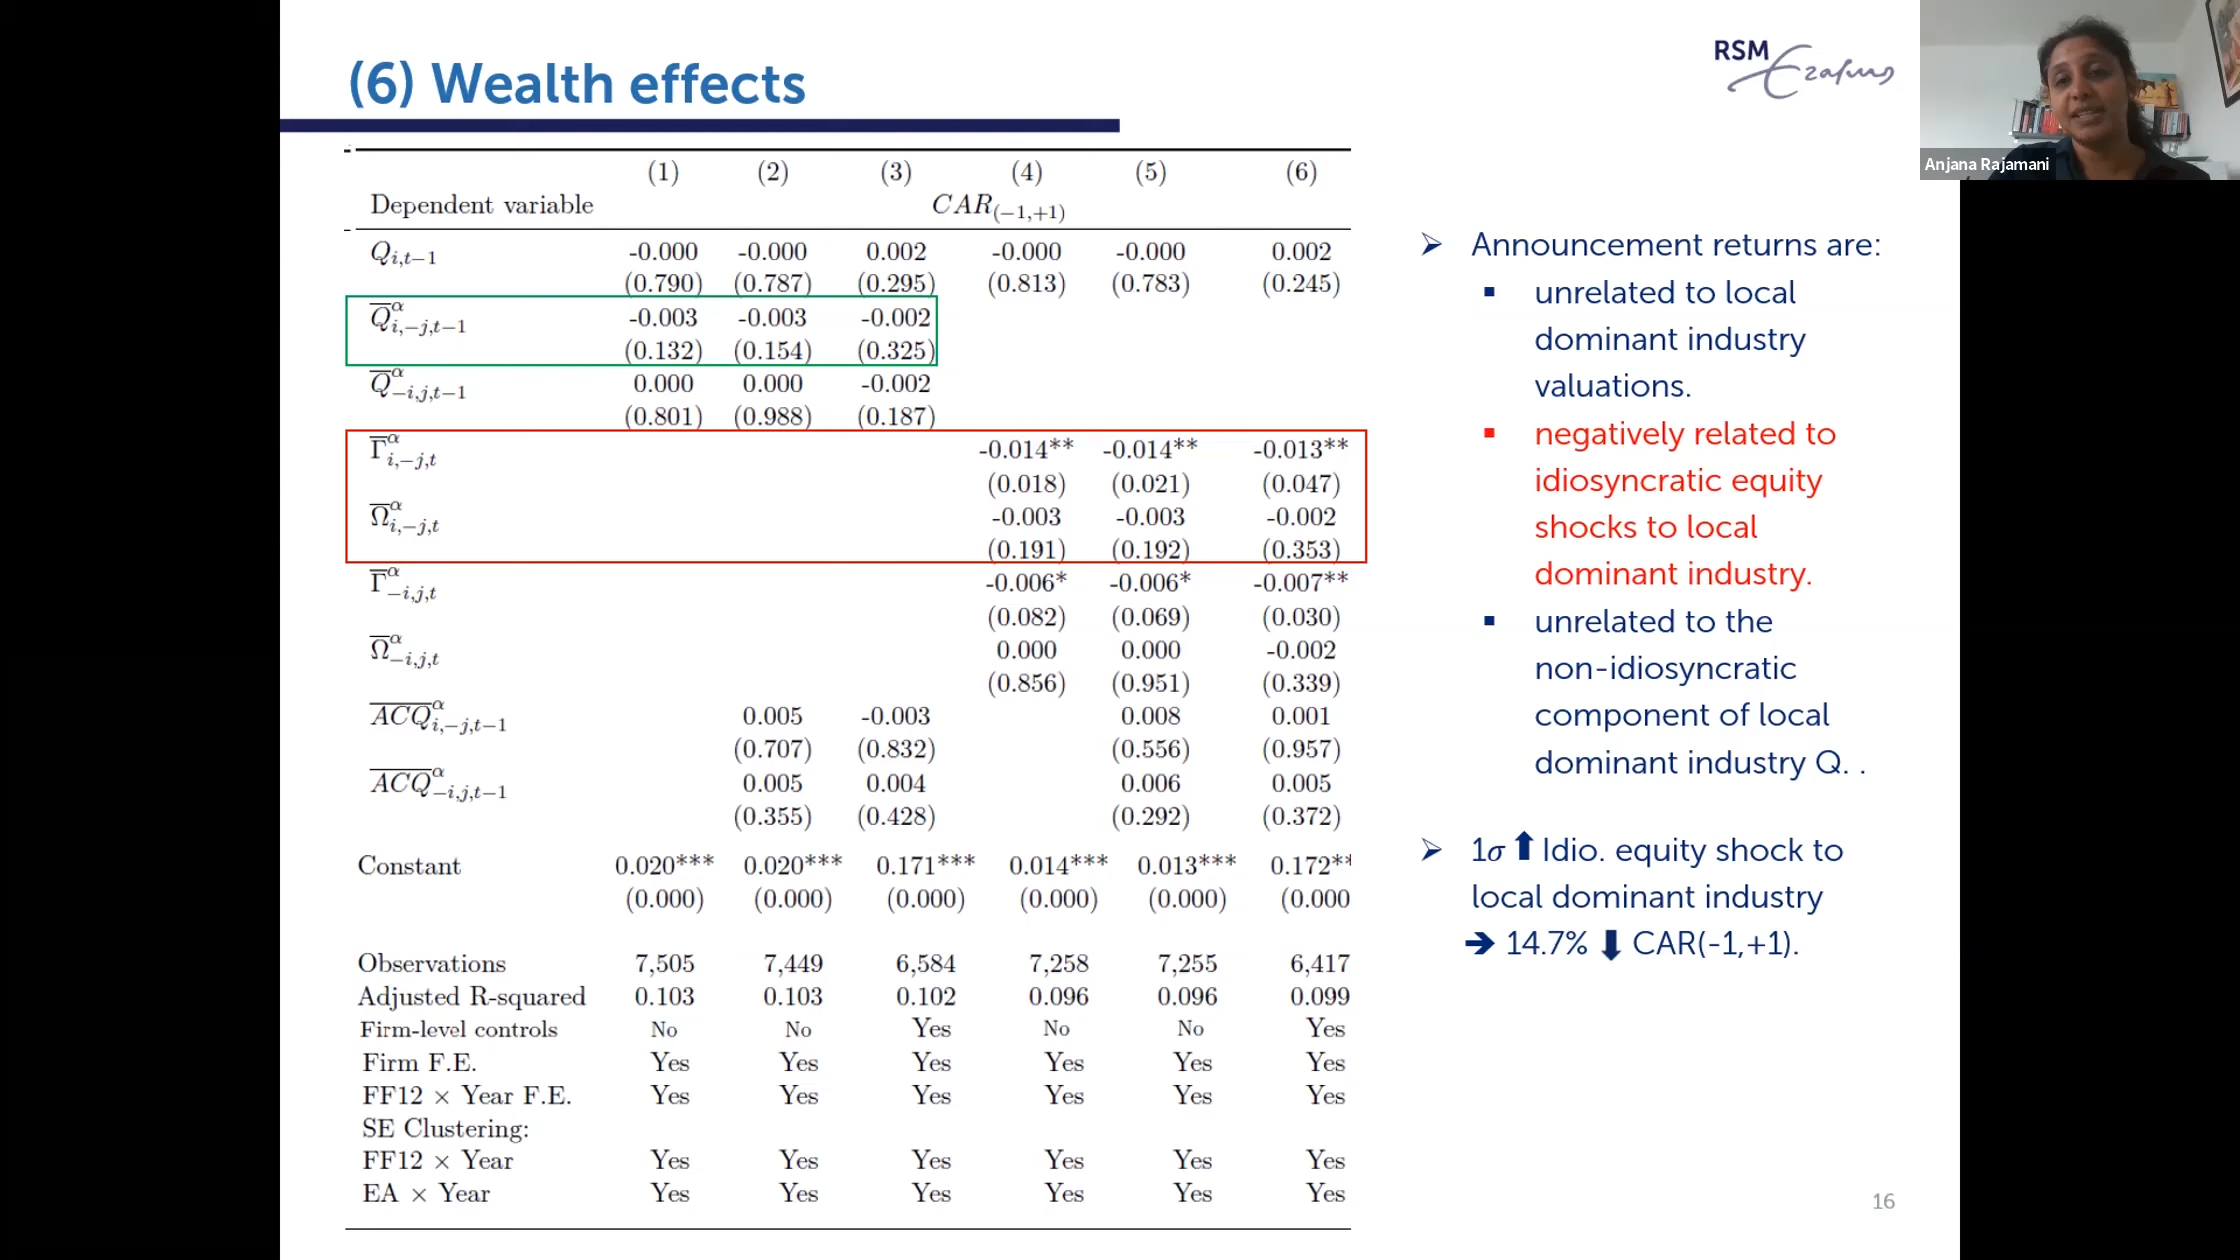 (6) Wealth effects
RSM
Erasmus
Anjana Rajamani
(1) (2) (3) (4) (5) (6)
Dependent variable CAR(−1,+1)
Qi,t−1 -0.000 -0.000 0.002 -0.000 -0.000 0.002
(0.790) (0.787) (0.295) (0.813) (0.783) (0.245)
Q̅αi,−j,t−1 -0.003 -0.003 -0.002
(0.132) (0.154) (0.325)
Q̅α−i,j,t−1 0.000 0.000 -0.002
(0.801) (0.988) (0.187)
Γ̅αi,−j,t -0.014** -0.014** -0.013**
(0.018) (0.021) (0.047)
Ω̅αi,−j,t -0.003 -0.003 -0.002
(0.191) (0.192) (0.353)
Γ̅α−i,j,t -0.006* -0.006* -0.007**
(0.082) (0.069) (0.030)
Ω̅α−i,j,t 0.000 0.000 -0.002
(0.856) (0.951) (0.339)
A̅C̅Q̅αi,−j,t−1 0.005 -0.003 0.008 0.001
(0.707) (0.832) (0.556) (0.957)
A̅C̅Q̅α−i,j,t−1 0.005 0.004 0.006 0.005
(0.355) (0.428) (0.292) (0.372)
Constant 0.020*** 0.020*** 0.171*** 0.014*** 0.013*** 0.172**
(0.000) (0.000) (0.000) (0.000) (0.000) (0.000
Observations 7,505 7,449 6,584 7,258 7,255 6,417
Adjusted R-squared 0.103 0.103 0.102 0.096 0.096 0.099
Firm-level controls No No Yes No No Yes
Firm F.E. Yes Yes Yes Yes Yes Yes
FF12 × Year F.E. Yes Yes Yes Yes Yes Yes
SE Clustering:
FF12 × Year Yes Yes Yes Yes Yes Yes
EA × Year Yes Yes Yes Yes Yes Yes
➢ Announcement returns are:
▪ unrelated to local
dominant industry
valuations.
▪ negatively related to
idiosyncratic equity
shocks to local
dominant industry.
▪ unrelated to the
non-idiosyncratic
component of local
dominant industry Q. .
➢ 1σ ⬆ Idio. equity shock to
local dominant industry
➔ 14.7% ⬇ CAR(-1,+1).
16